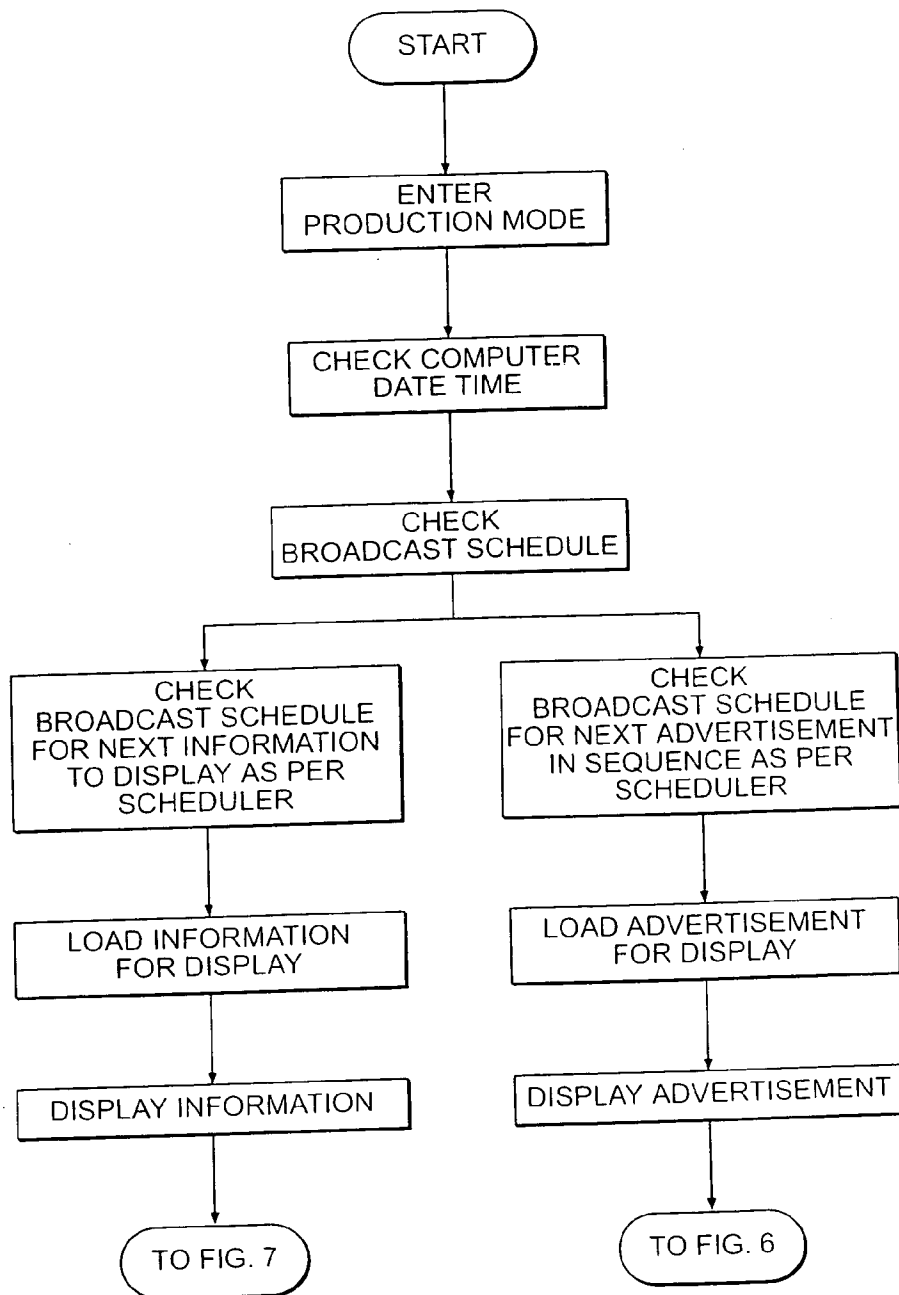 START
ENTER
PRODUCTION MODE
CHECK COMPUTER
DATE TIME
CHECK
BROADCAST SCHEDULE
CHECK
BROADCAST SCHEDULE
FOR NEXT INFORMATION
TO DISPLAY AS PER
SCHEDULER
LOAD INFORMATION
FOR DISPLAY
DISPLAY INFORMATION
TO FIG. 7
CHECK
BROADCAST SCHEDULE
FOR NEXT ADVERTISEMENT
IN SEQUENCE AS PER
SCHEDULER
LOAD ADVERTISEMENT
FOR DISPLAY
DISPLAY ADVERTISEMENT
TO FIG. 6